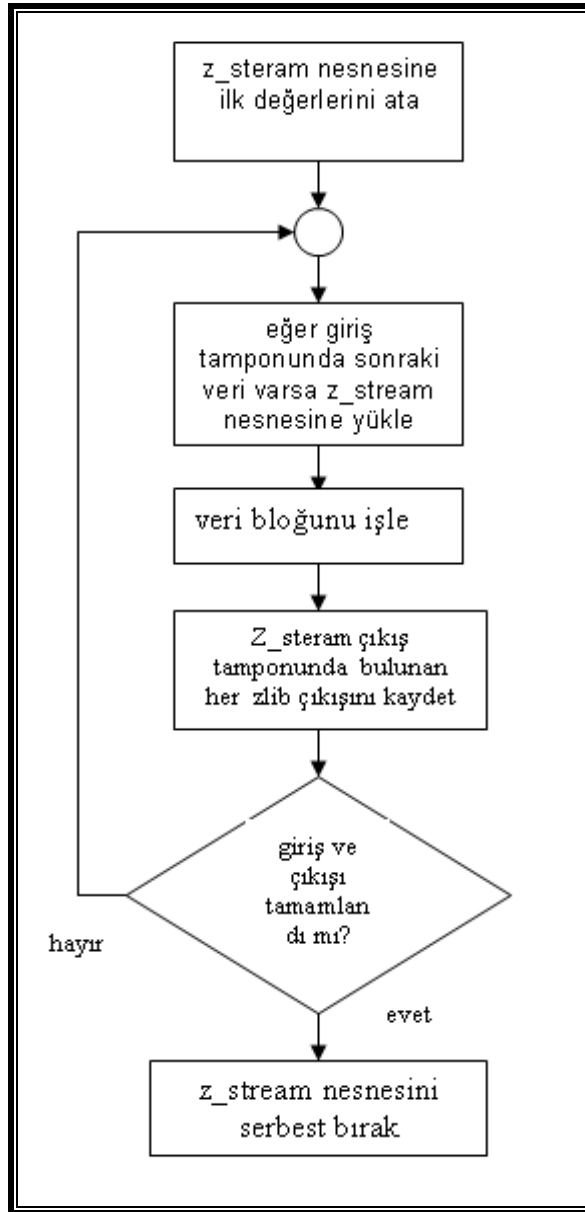 z_steram nesnesine
ilk değerlerini ata
eğer giriş
tamponunda sonraki
veri varsa z_stream
nesnesine yükle
veri bloğunu işle
Z_steram çıkış
tamponunda bulunan
her zlib çıkışını kaydet
giriş ve
çıkışı
tamamlan
dı mı?
hayır
evet
z_stream nesnesini
serbest bırak